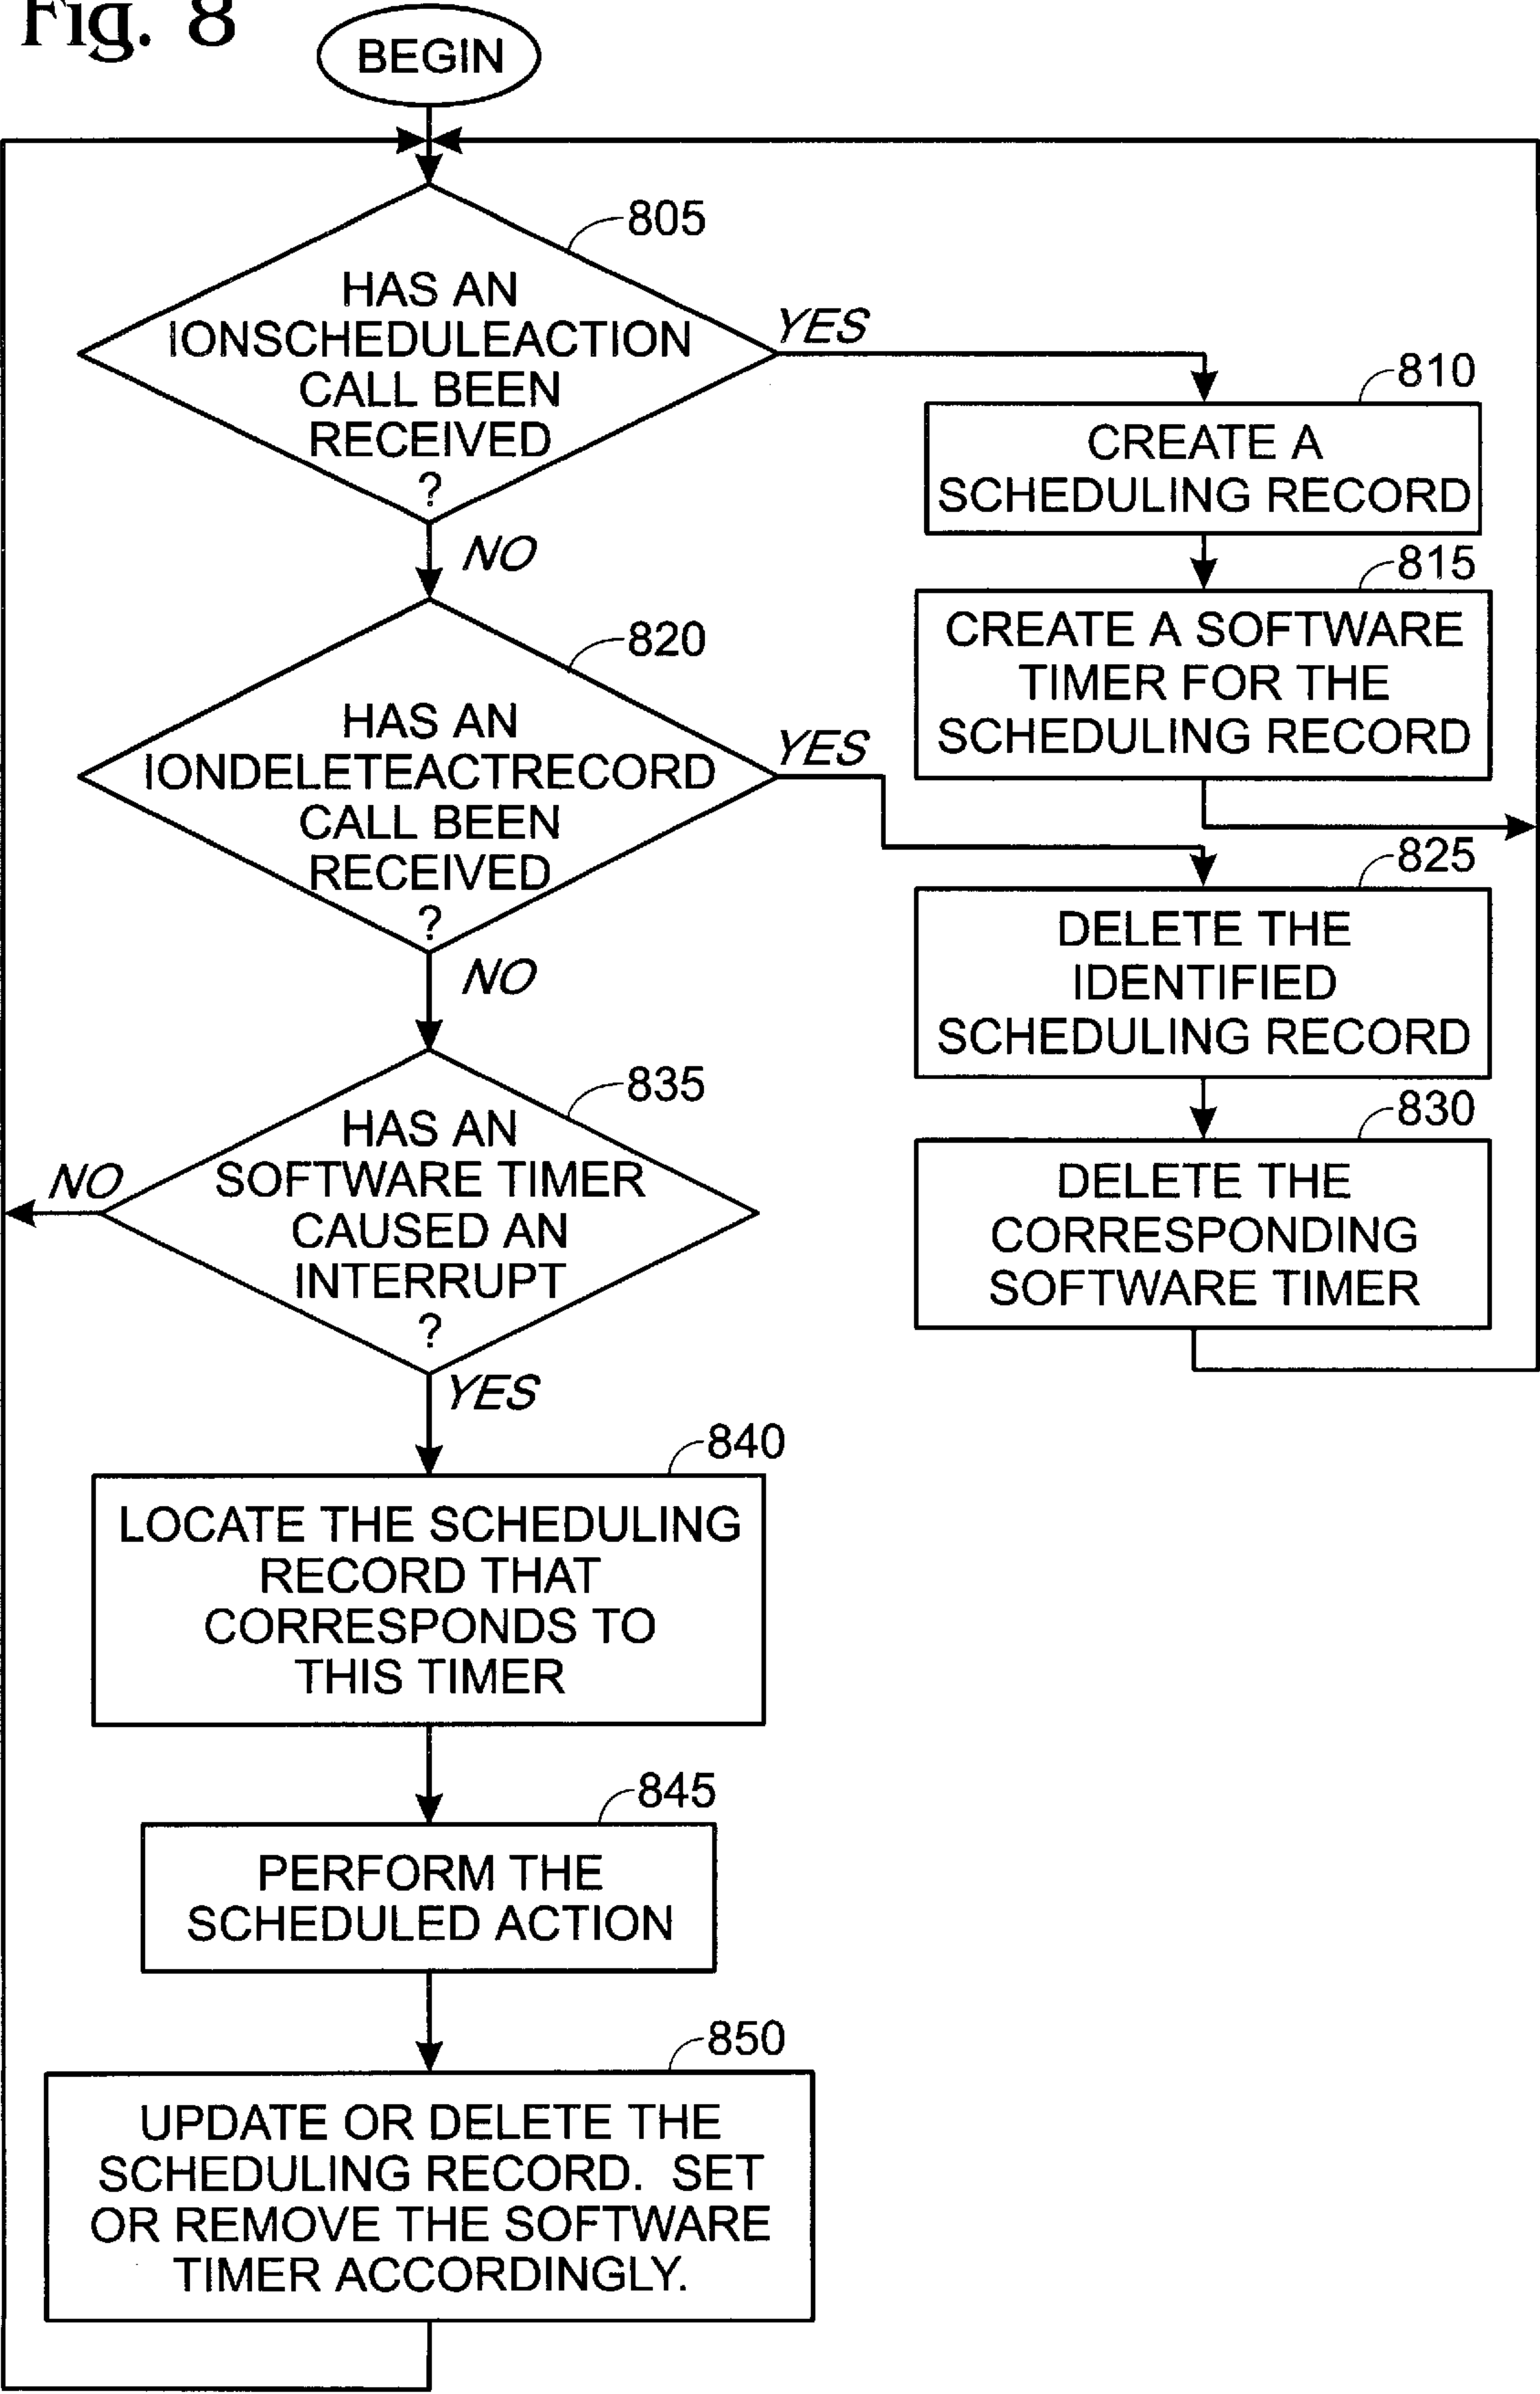 Fig. 8
BEGIN
805
HAS AN
IONSCHEDULEACTION
CALL BEEN
RECEIVED
?
YES
NO
810
CREATE A
SCHEDULING RECORD
815
CREATE A SOFTWARE
TIMER FOR THE
SCHEDULING RECORD
820
HAS AN
IONDELETEACTRECORD
CALL BEEN
RECEIVED
?
YES
NO
825
DELETE THE
IDENTIFIED
SCHEDULING RECORD
830
DELETE THE
CORRESPONDING
SOFTWARE TIMER
835
HAS AN
SOFTWARE TIMER
CAUSED AN
INTERRUPT
?
NO
YES
840
LOCATE THE SCHEDULING
RECORD THAT
CORRESPONDS TO
THIS TIMER
845
PERFORM THE
SCHEDULED ACTION
850
UPDATE OR DELETE THE
SCHEDULING RECORD. SET
OR REMOVE THE SOFTWARE
TIMER ACCORDINGLY.